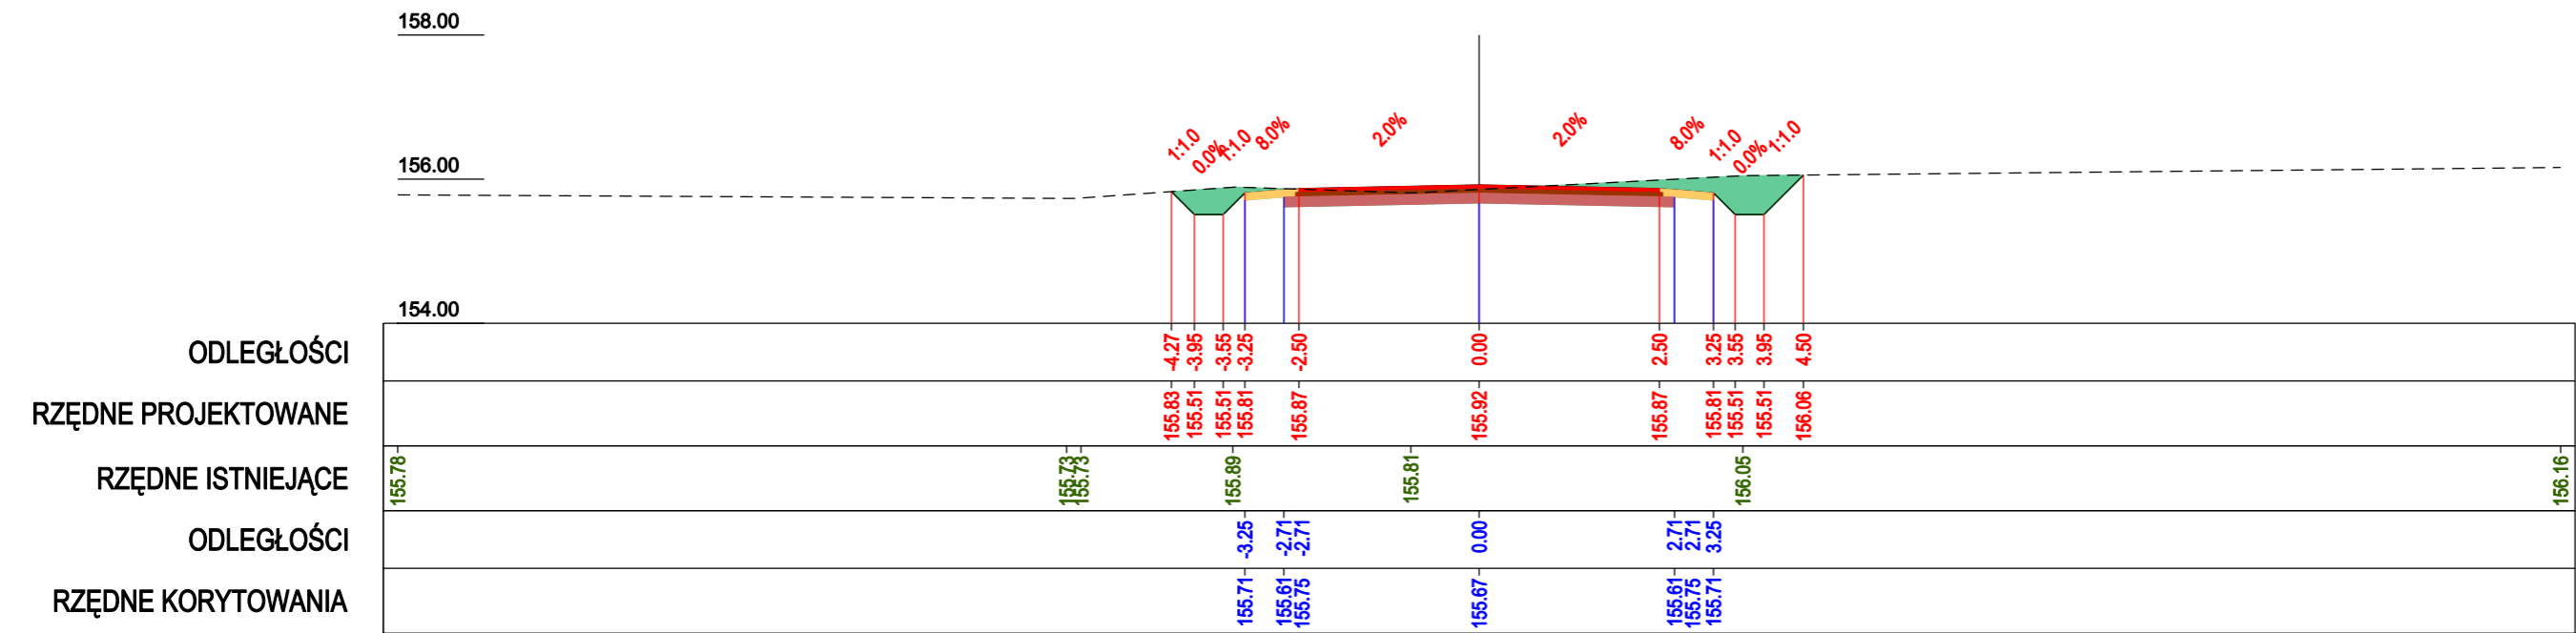 158.00
156.00
154.00
1:1.0 0.0% 1:1.0 8.0% 2.0% 2.0% 8.0% 1:1.0 0.0% 1:1.0
ODLEGŁOŚCI
-4.27 -3.95 -3.55 -3.25 -2.50 0.00 2.50 3.25 3.55 3.95 4.50
RZĘDNE PROJEKTOWANE
155.83 155.51 155.51 155.81 155.87 155.92 155.87 155.81 155.51 155.51 156.06
RZĘDNE ISTNIEJĄCE
155.78 155.73 155.73 155.89 155.81 156.05 156.16
ODLEGŁOŚCI
-3.25 -2.71 -2.71 0.00 2.71 2.71 3.25
RZĘDNE KORYTOWANIA
155.71 155.61 155.75 155.67 155.61 155.75 155.71